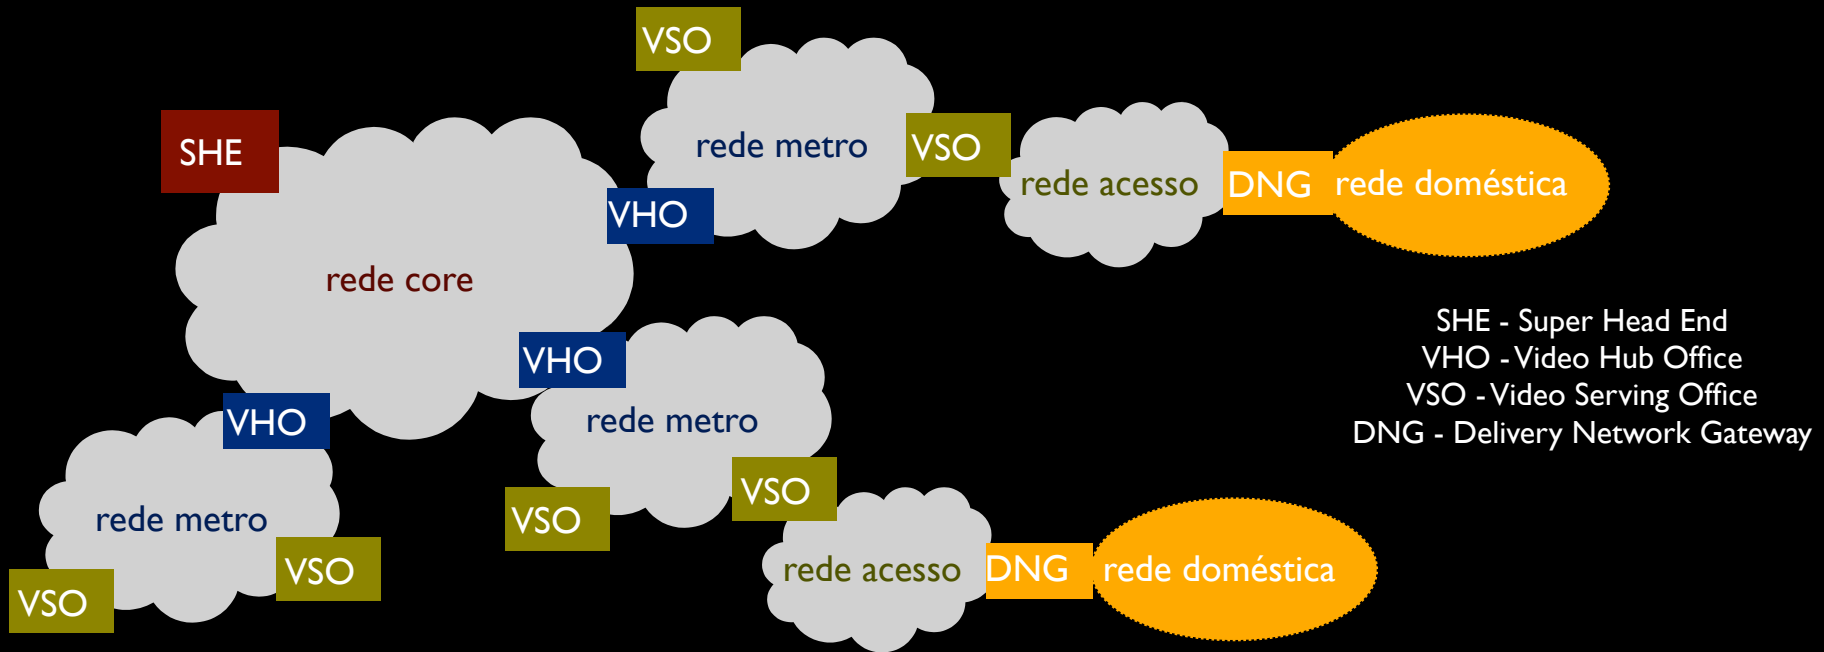 VSO
SHE
rede metro
VSO
rede acesso
DNG
rede doméstica
VHO
rede core
SHE - Super Head End
VHO - Video Hub Office
VSO - Video Serving Office
DNG - Delivery Network Gateway
VHO
rede metro
VHO
VSO
VSO
rede metro
VSO
VSO
rede acesso
DNG
rede doméstica